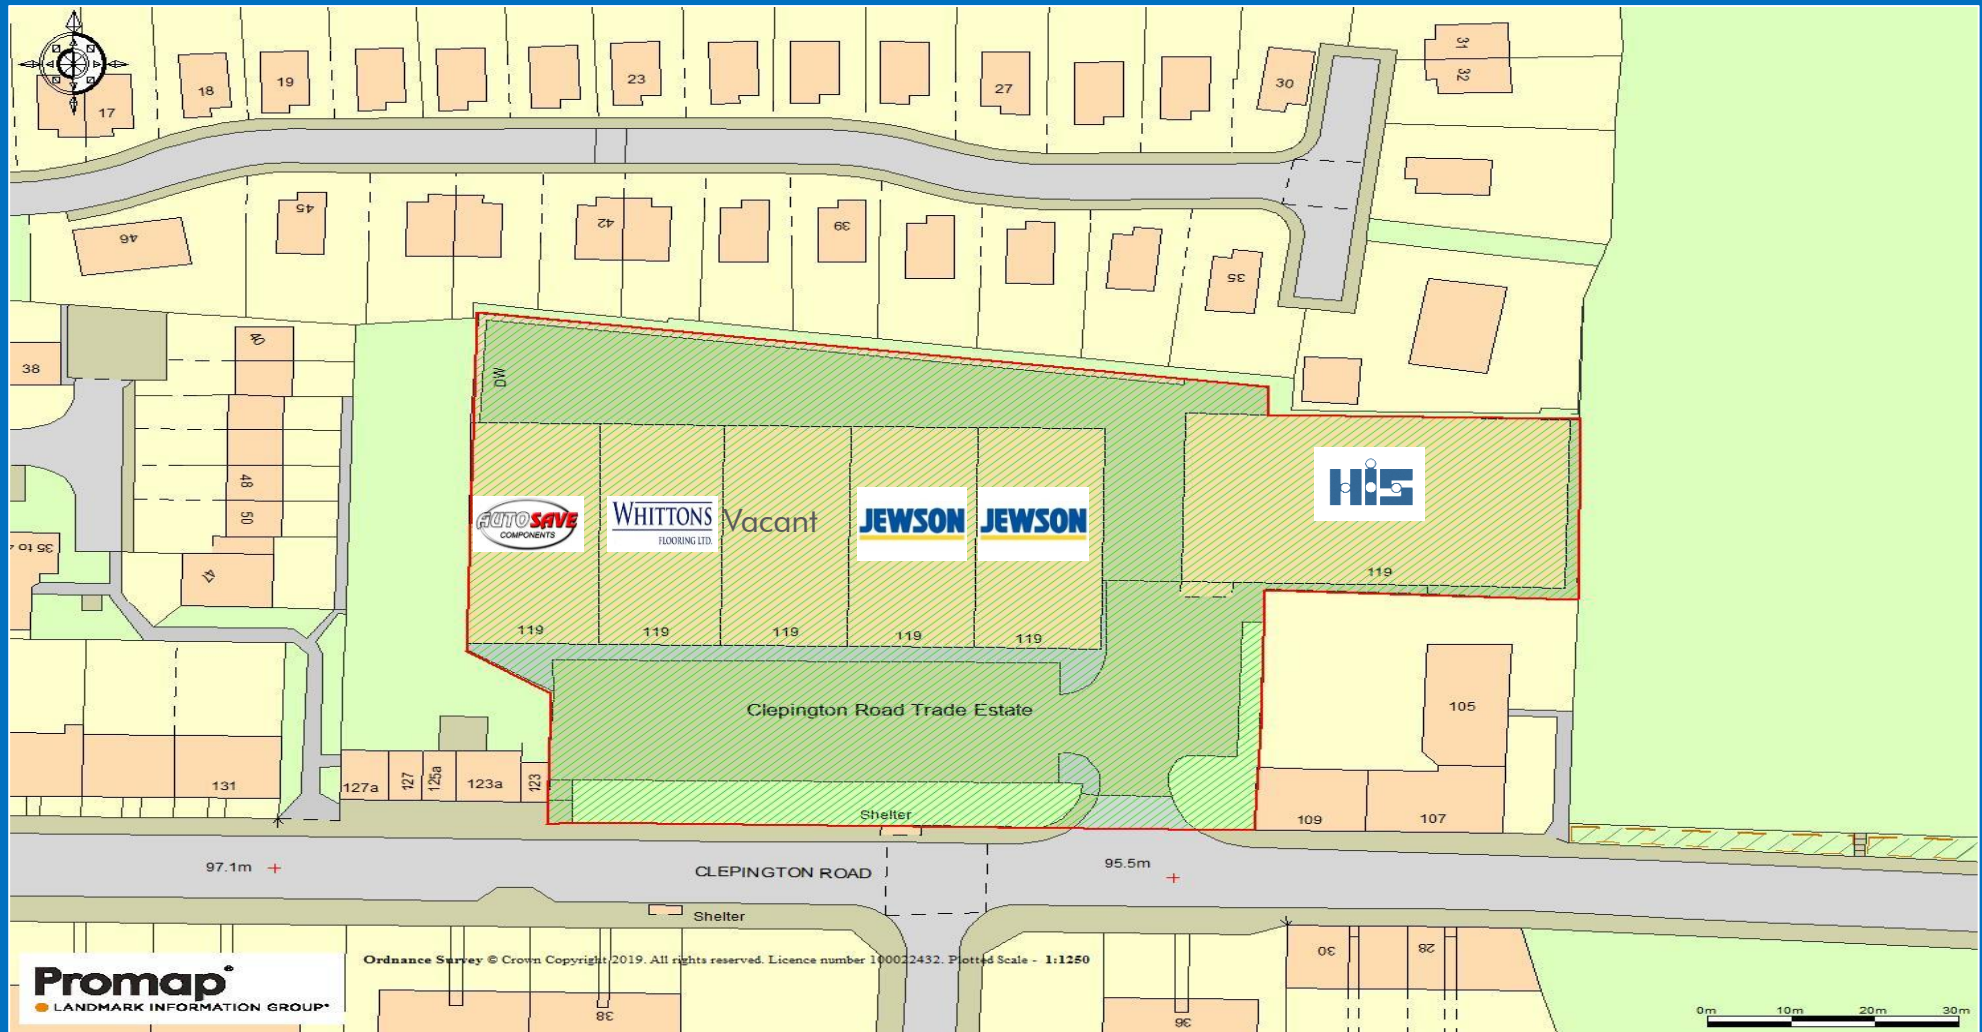 31
32
17
18
19
23
27
30
46
45
42
39
35
38
40
DW
48
50
35 to 4
47
AUTOSAVE
COMPONENTS
WHITTONS
FLOORING LTD.
Vacant
JEWSON
JEWSON
HIS
119
119
119
119
119
119
Clepington Road Trade Estate
105
131
127a
127
125a
123a
123
Shelter
109
107
97.1m
CLEPINGTON ROAD
95.5m
Shelter
30
28
Ordnance Survey © Crown Copyright 2019. All rights reserved. Licence number 100022432. Plotted Scale - 1:1250
Promap
LANDMARK INFORMATION GROUP
38
36
0m 10m 20m 30m